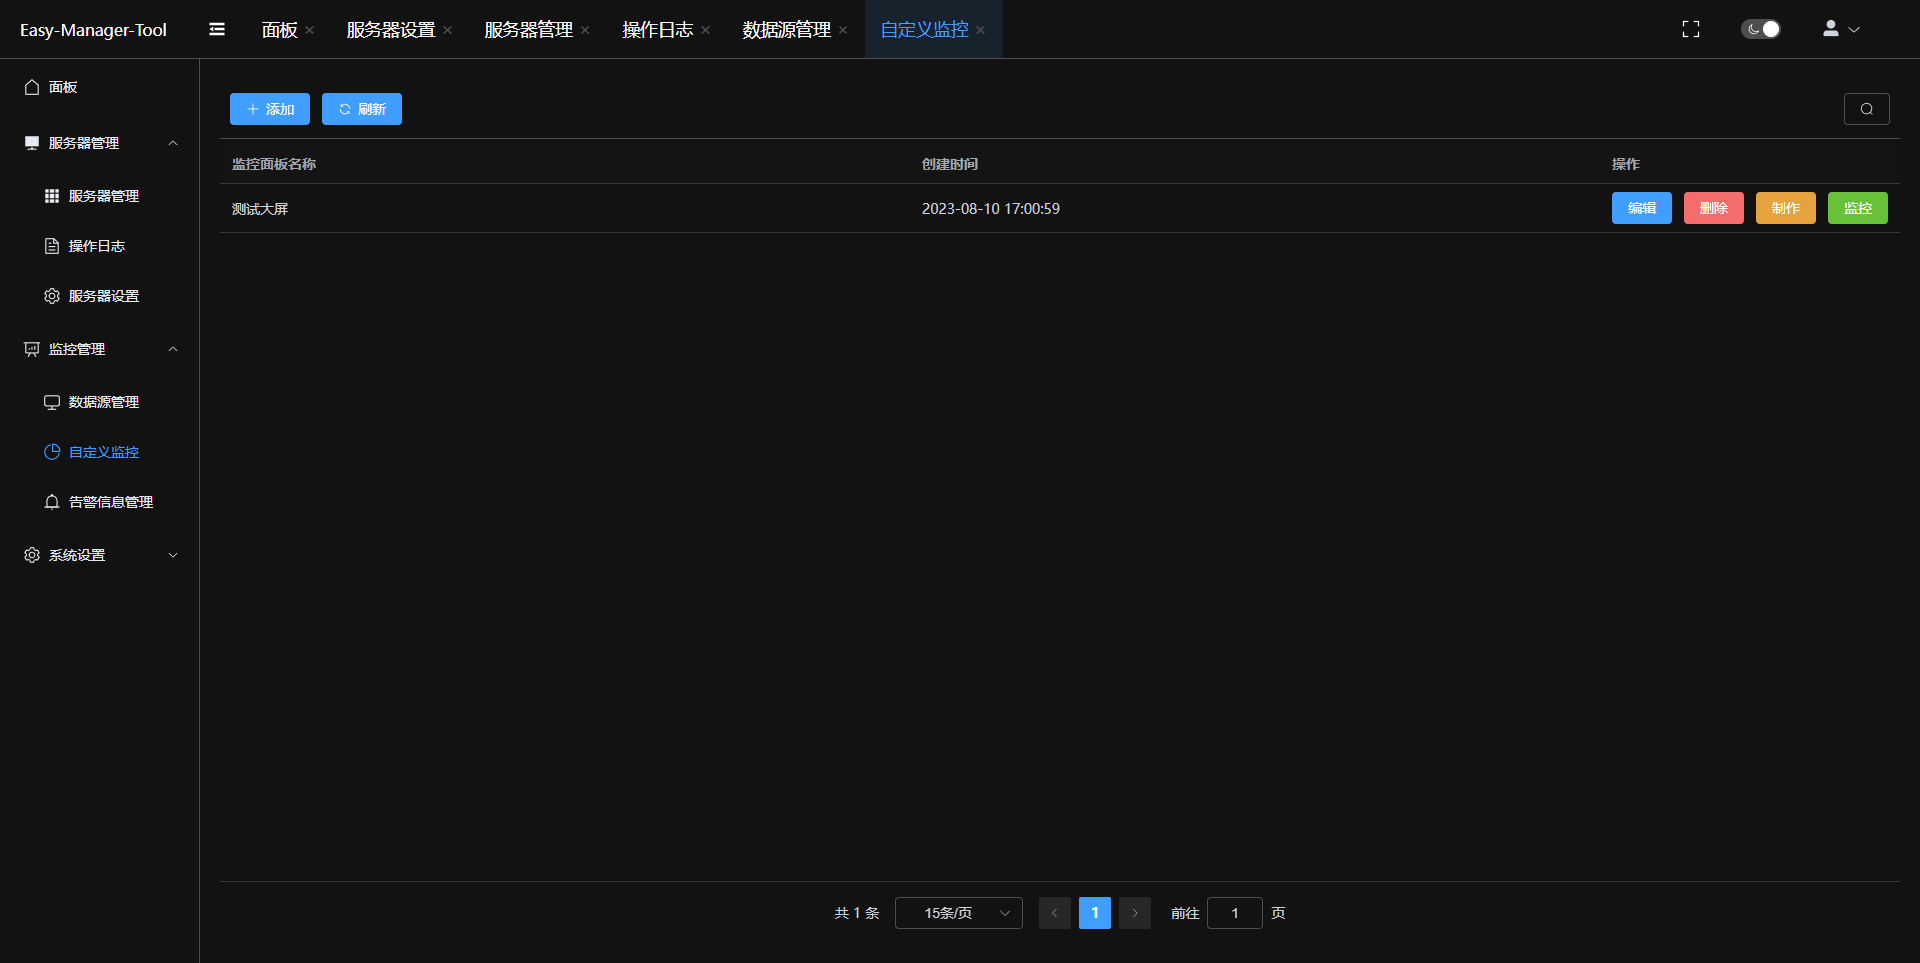 Easy-Manager-Tool
面板 服务器设置 服务器管理 操作日志 数据源管理 自定义监控
面板
服务器管理
服务器管理
操作日志
服务器设置
监控管理
数据源管理
自定义监控
告警信息管理
系统设置
添加 刷新
监控面板名称 创建时间 操作
测试大屏 2023-08-10 17:00:59 编辑 删除 制作 监控
共 1 条 15条/页 1 前往 1 页